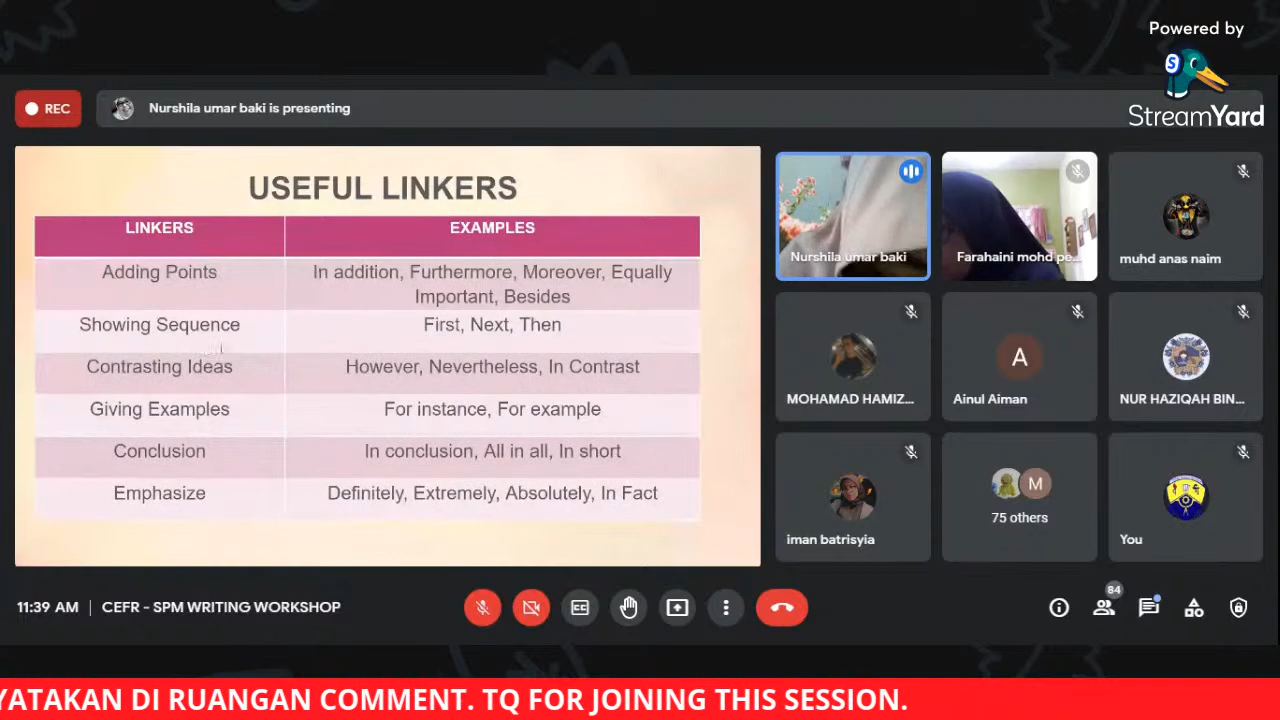 Powered by
StreamYard
REC
Nurshila umar baki is presenting
USEFUL LINKERS
LINKERS EXAMPLES
Adding Points In addition, Furthermore, Moreover, Equally
Important, Besides
Showing Sequence First, Next, Then
Contrasting Ideas However, Nevertheless, In Contrast
Giving Examples For instance, For example
Conclusion In conclusion, All in all, In short
Emphasize Definitely, Extremely, Absolutely, In Fact
Nurshila umar baki
Farahaini mohd pe...
muhd anas naim
MOHAMAD HAMIZ...
A
Ainul Aiman
NUR HAZIQAH BIN...
iman batrisyia
M
75 others
You
11:39 AM | CEFR - SPM WRITING WORKSHOP
84
YATAKAN DI RUANGAN COMMENT. TQ FOR JOINING THIS SESSION.